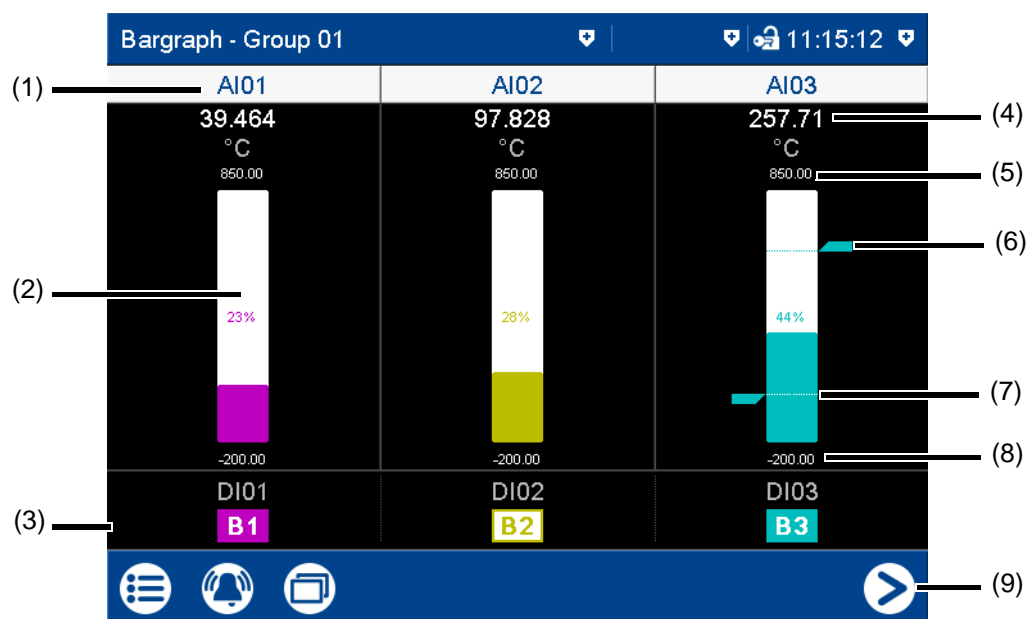 Bargraph - Group 01 11:15:12
(1) AI01 AI02 AI03
39.464 97.828 257.71 (4)
°C °C °C
850.00 850.00 850.00 (5)
(6)
(2)
23% 28% 44%
(7)
-200.00 -200.00 -200.00 (8)
DI01 DI02 DI03
(3) B1 B2 B3
(9)